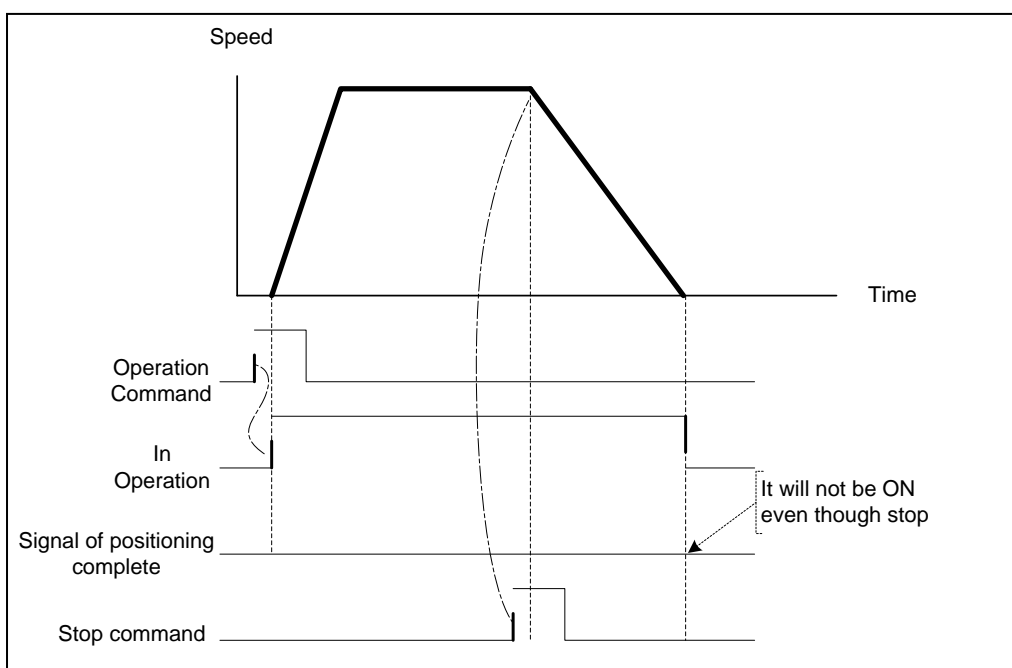 Speed
Time
Operation
Command
In
Operation
It will not be ON
even though stop
Signal of positioning
complete
Stop command